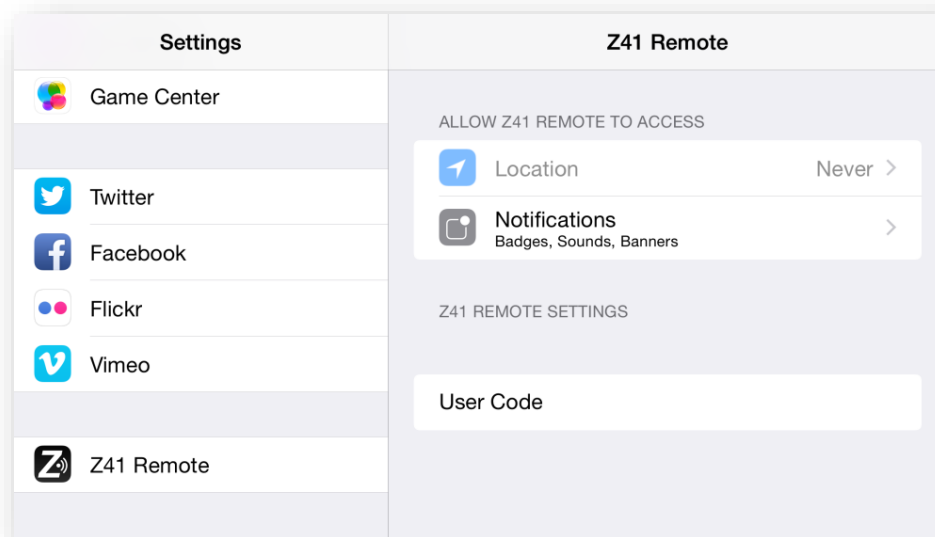 Settings
Game Center
Twitter
Facebook
Flickr
Vimeo
Z41 Remote
Z41 Remote
ALLOW Z41 REMOTE TO ACCESS
Location Never
Notifications
Badges, Sounds, Banners
Z41 REMOTE SETTINGS
User Code